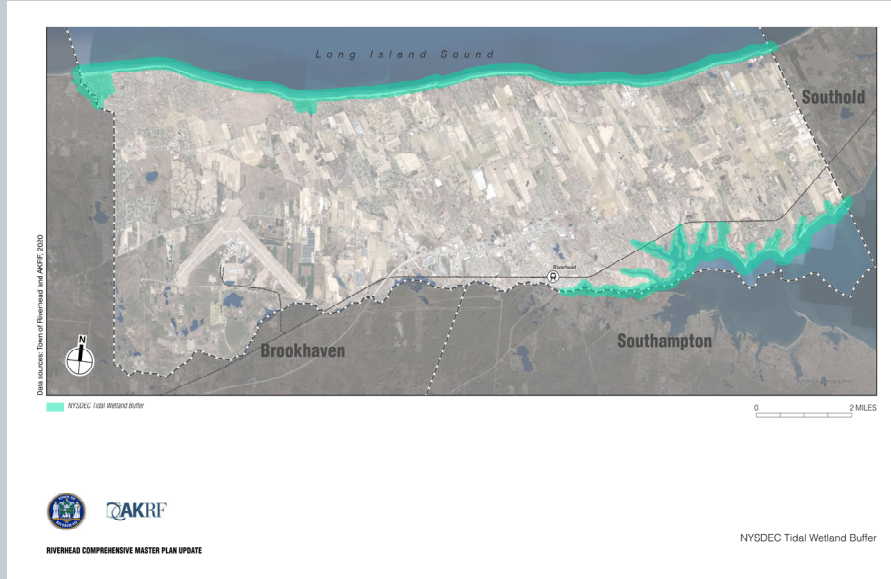 Long Island Sound
Southold
Riverhead
Brookhaven
Southampton
N
Data sources: Town of Riverhead and AKRF, 2020
NYSDEC Tidal Wetland Buffer
0 2 MILES
AKRF
RIVERHEAD COMPREHENSIVE MASTER PLAN UPDATE
NYSDEC Tidal Wetland Buffer